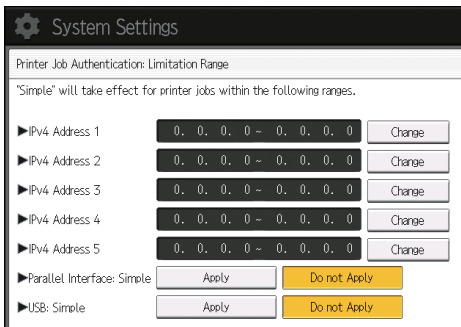 System Settings
Printer Job Authentication: Limitation Range
"Simple" will take effect for printer jobs within the following ranges.
►IPv4 Address 1 0. 0. 0. 0 ~ 0. 0. 0. 0 Change
►IPv4 Address 2 0. 0. 0. 0 ~ 0. 0. 0. 0 Change
►IPv4 Address 3 0. 0. 0. 0 ~ 0. 0. 0. 0 Change
►IPv4 Address 4 0. 0. 0. 0 ~ 0. 0. 0. 0 Change
►IPv4 Address 5 0. 0. 0. 0 ~ 0. 0. 0. 0 Change
►Parallel Interface: Simple Apply Do not Apply
►USB: Simple Apply Do not Apply